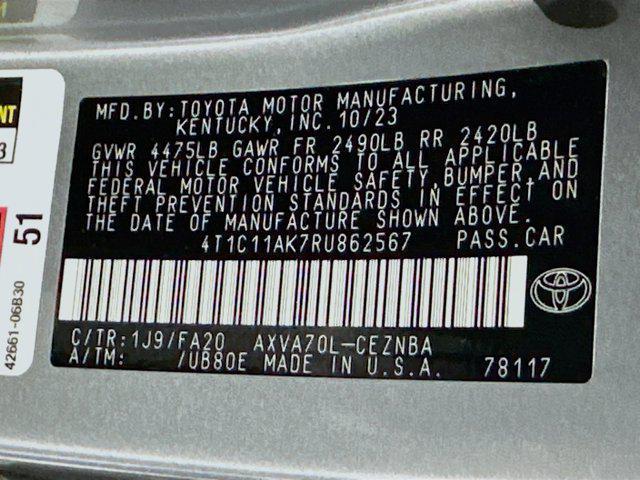 MFD.BY:TOYOTA MOTOR MANUFACTURING,
KENTUCKY, INC. 10/23
GVWR 4475LB GAWR FR 2490LB RR 2420LB
THIS VEHICLE CONFORMS TO ALL APPLICABLE
FEDERAL MOTOR VEHICLE SAFETY, BUMPER, AND
THEFT PREVENTION STANDARDS IN EFFECT ON
THE DATE OF MANUFACTURE SHOWN ABOVE.
4T1C11AK7RU862567 PASS.CAR
C/TR:1J9/FA20 AXVA70L-CEZNBA
A/TM: /UB80E MADE IN U.S.A. 78117
NT
3
51
42661-06B30